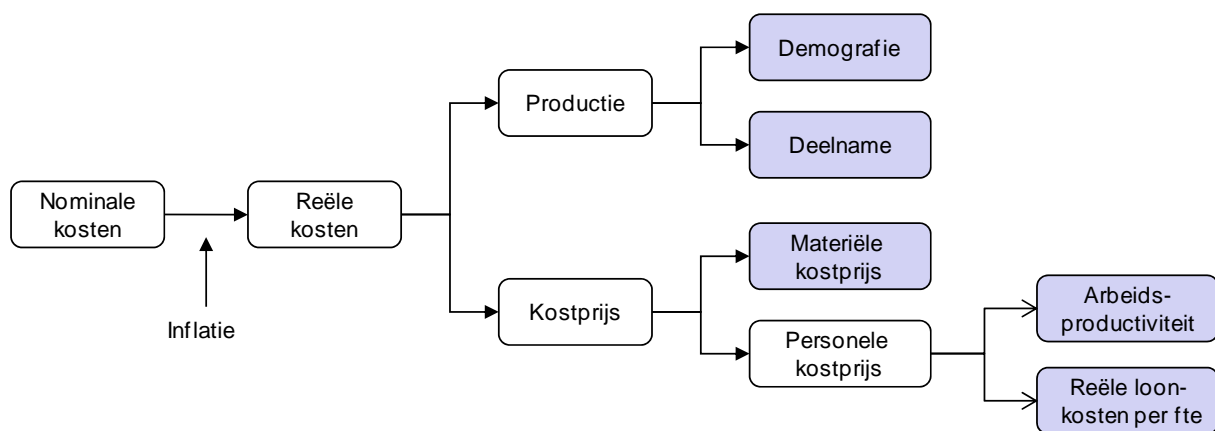 Demografie
Productie
Deelname
Nominale
kosten
Reële
kosten
Inflatie
Materiële
kostprijs
Kostprijs
Personele
kostprijs
Arbeids-
productiviteit
Reële loon-
kosten per fte